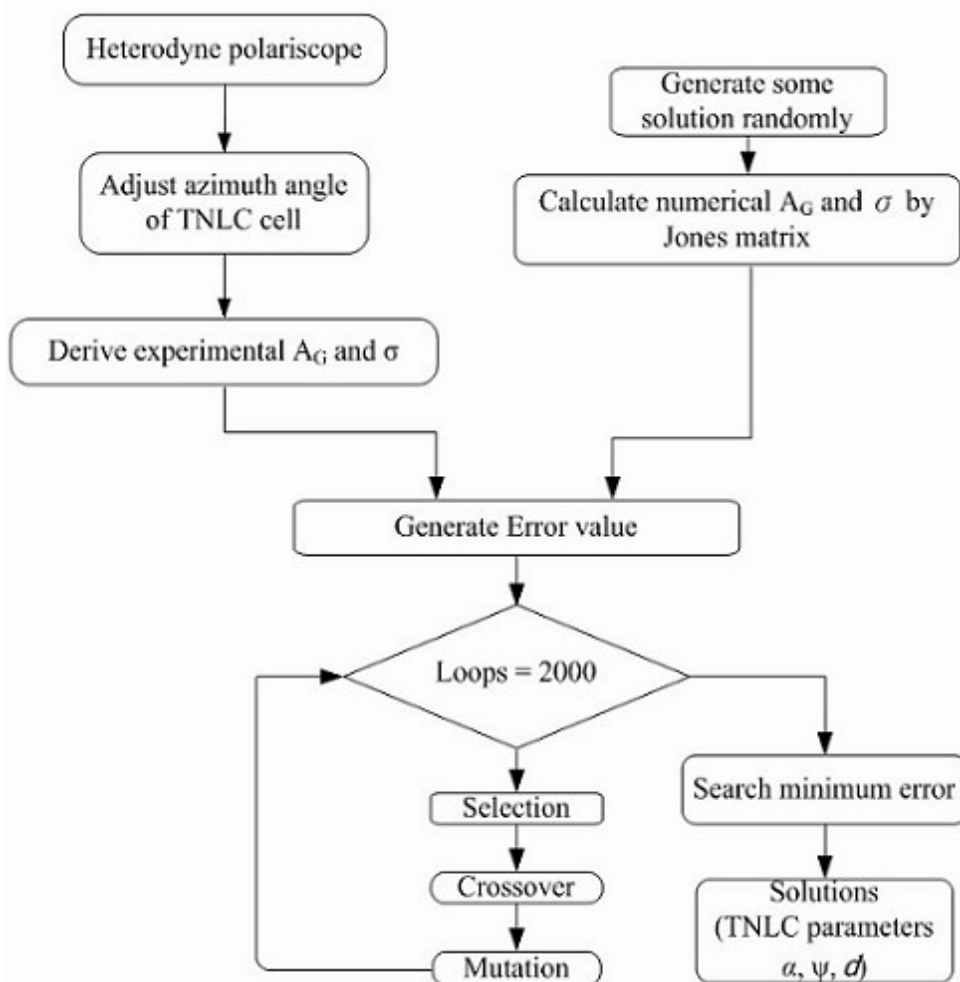 Heterodyne polariscope
Adjust azimuth angle
of TNLC cell
Derive experimental A_G and σ
Generate some
solution randomly
Calculate numerical A_G and σ by
Jones matrix
Generate Error value
Loops = 2000
Selection
Crossover
Mutation
Search minimum error
Solutions
(TNLC parameters
α, ψ, d)